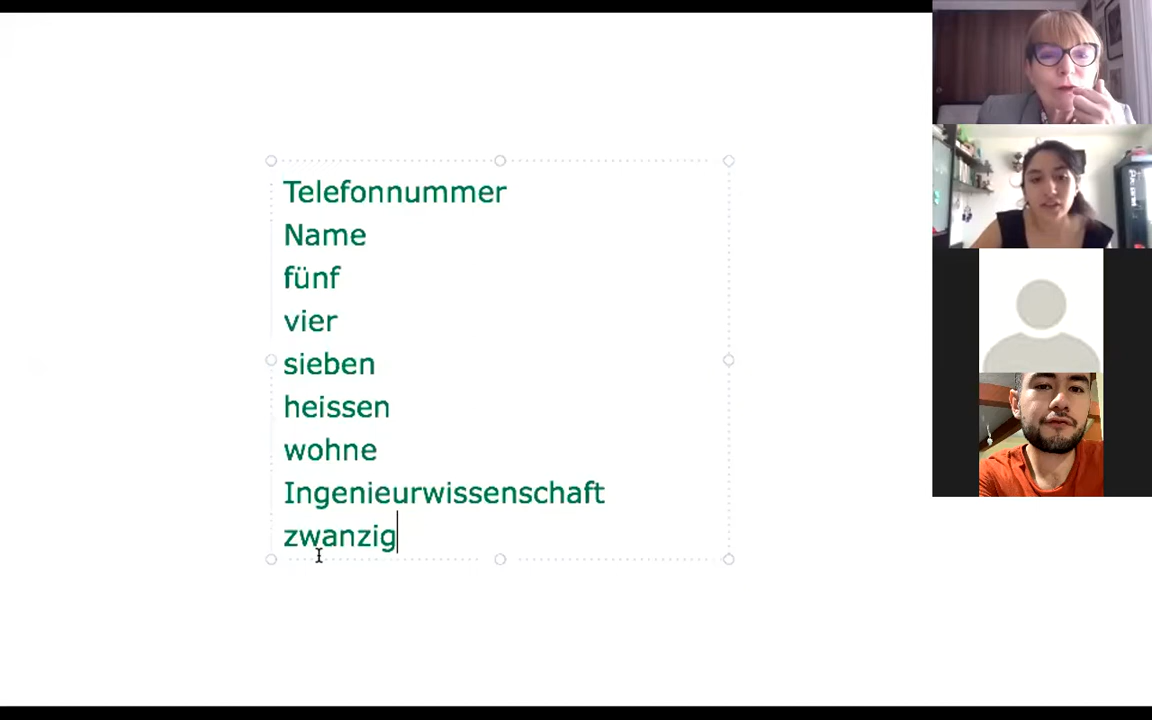 Telefonnummer
Name
fünf
vier
sieben
heissen
wohne
Ingenieurwissenschaft
zwanzig